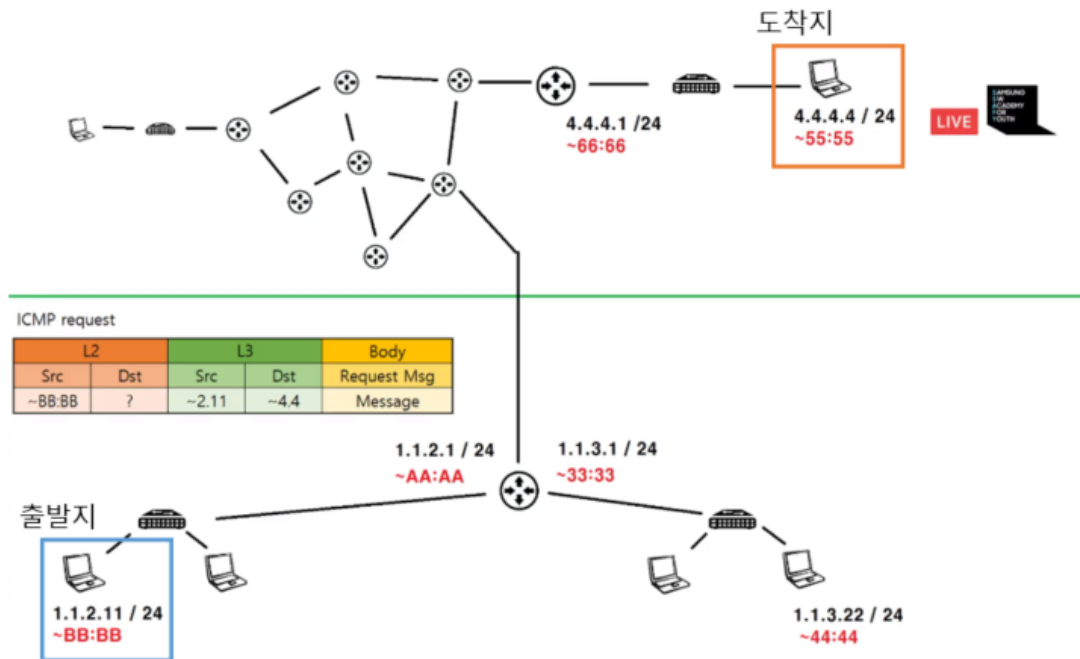 도착지
4.4.4.1 /24
~66:66
4.4.4.4 / 24
~55:55
LIVE
SAMSUNG
SW
ACADEMY
FOR
YOUTH
ICMP request
L2 L3 Body
Src Dst Src Dst Request Msg
~BB:BB ? ~2.11 ~4.4 Message
1.1.2.1 / 24
~AA:AA
1.1.3.1 / 24
~33:33
출발지
1.1.2.11 / 24
~BB:BB
1.1.3.22 / 24
~44:44